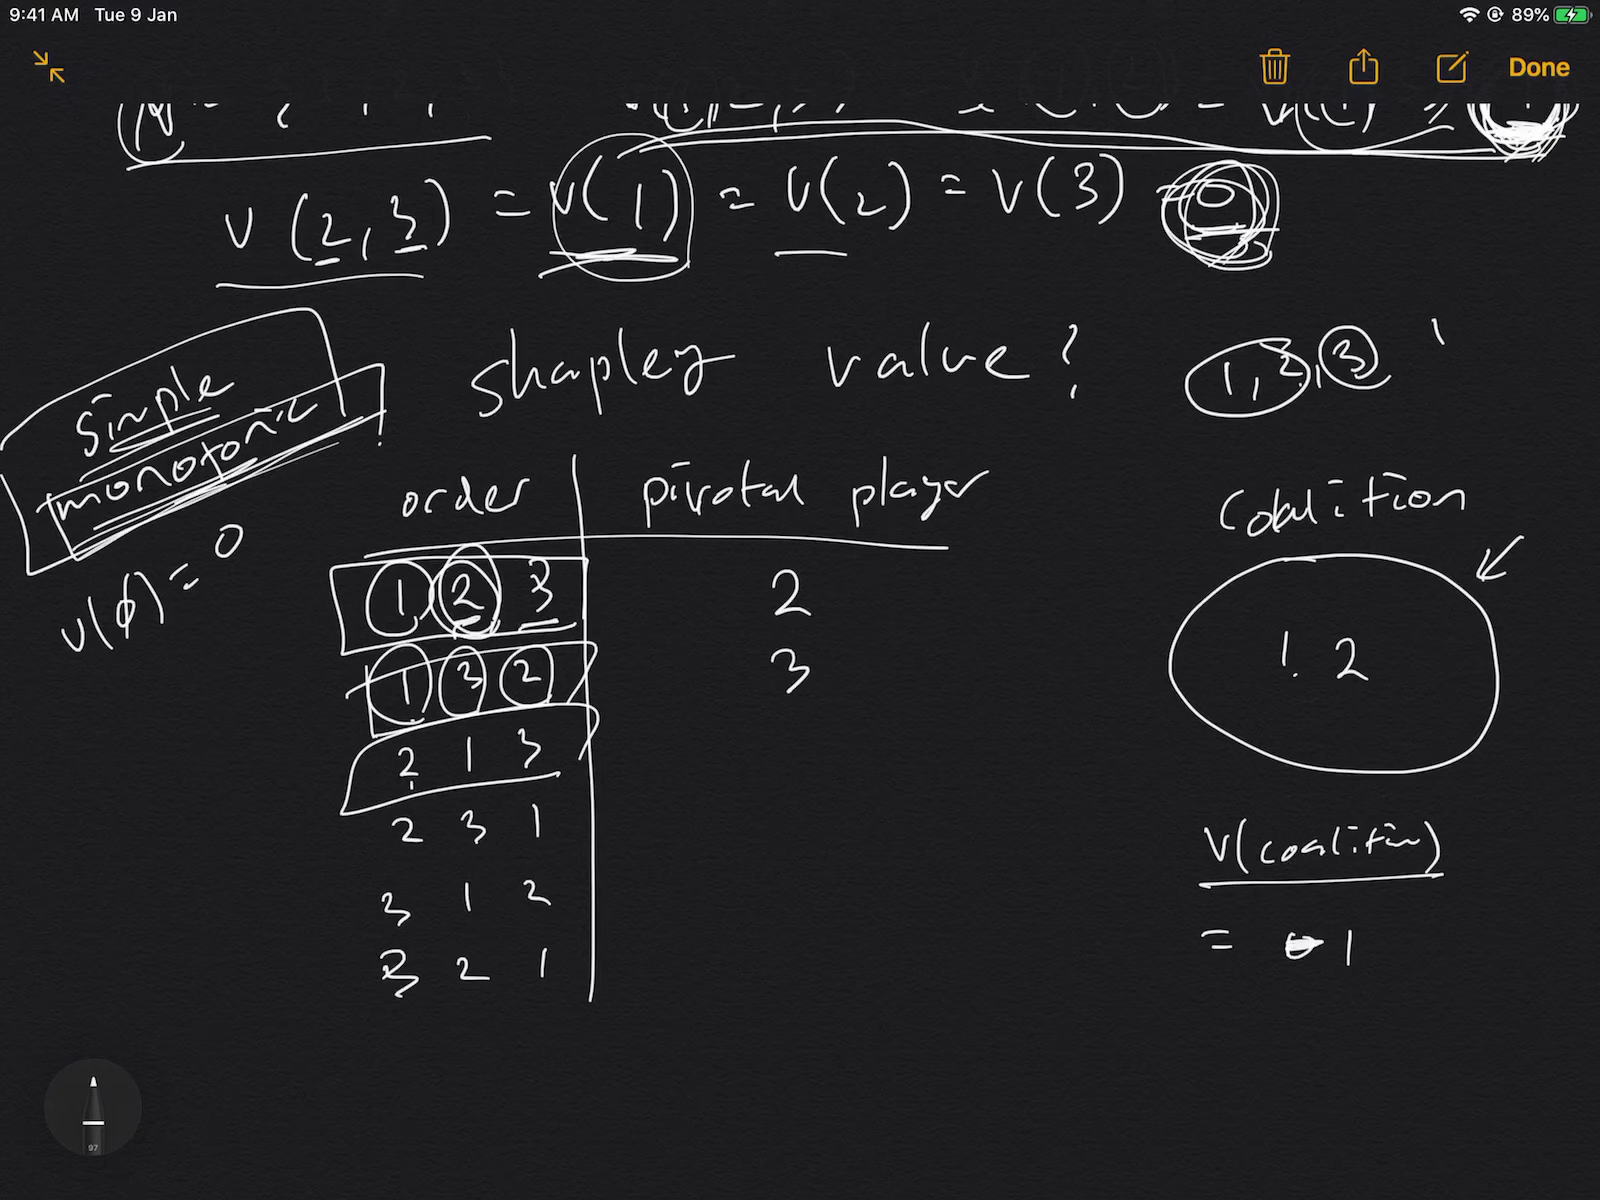 9:41 AM Tue 9 Jan
89%
Done
v(2,3) = v(1) = v(2) = v(3) = 0
simple
monotonic
v(φ) = 0
shapley value?
1, 2, 3
order pivotal player
1 2 3 2
1 3 2 3
2 1 3
2 3 1
3 1 2
3 2 1
Coalition
1 2
V(coalition)
= 1
97